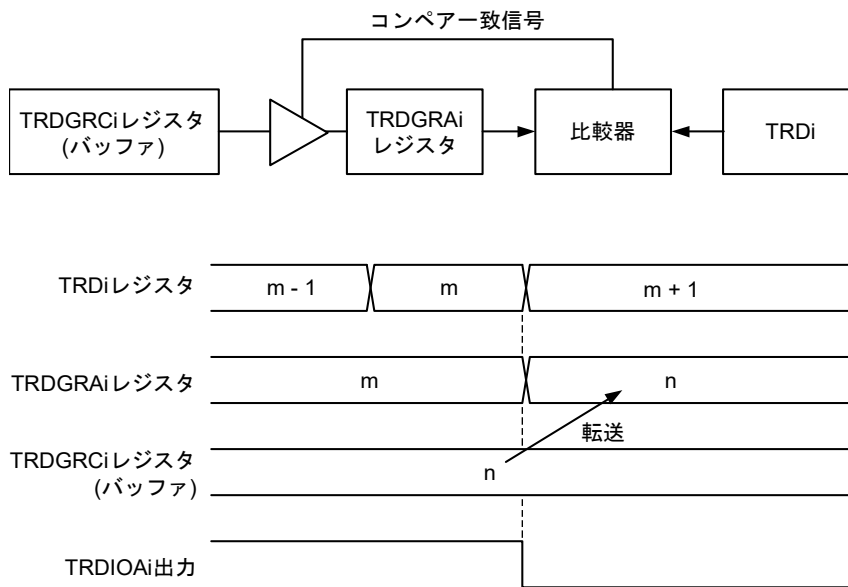 コンペア一致信号
TRDGRCiレジスタ
(バッファ)
TRDGRAi
レジスタ
比較器
TRDi
TRDiレジスタ
m - 1
m
m + 1
TRDGRAiレジスタ
m
n
転送
TRDGRCiレジスタ
(バッファ)
n
TRDIOAi出力